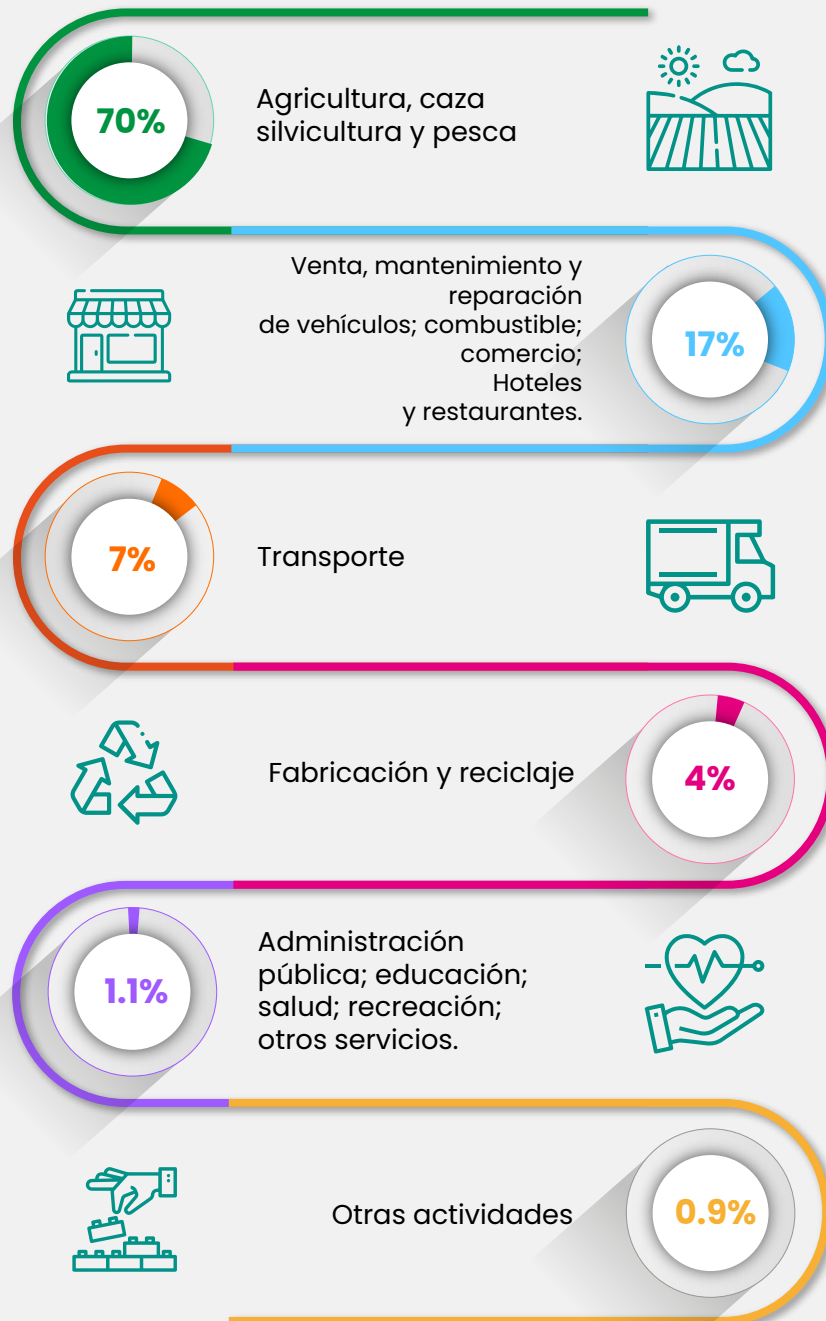 70%
Agricultura, caza
silvicultura y pesca
Venta, mantenimiento y
reparación
de vehículos; combustible;
comercio;
Hoteles
y restaurantes.
17%
7%
Transporte
Fabricación y reciclaje
4%
1.1%
Administración
pública; educación;
salud; recreación;
otros servicios.
Otras actividades
0.9%